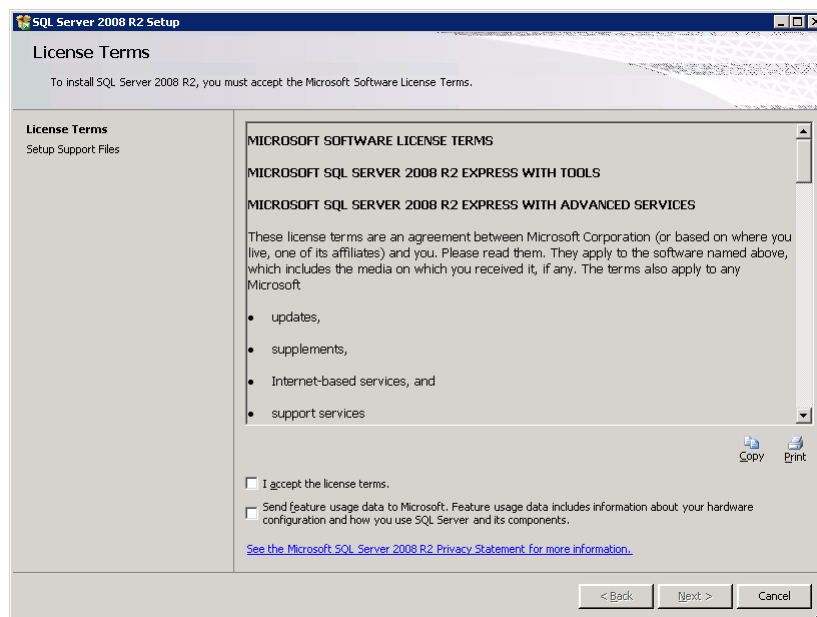 SQL Server 2008 R2 Setup
License Terms
To install SQL Server 2008 R2, you must accept the Microsoft Software License Terms.
License Terms
Setup Support Files
MICROSOFT SOFTWARE LICENSE TERMS
MICROSOFT SQL SERVER 2008 R2 EXPRESS WITH TOOLS
MICROSOFT SQL SERVER 2008 R2 EXPRESS WITH ADVANCED SERVICES
These license terms are an agreement between Microsoft Corporation (or based on where you
live, one of its affiliates) and you. Please read them. They apply to the software named above,
which includes the media on which you received it, if any. The terms also apply to any
Microsoft
• updates,
• supplements,
• Internet-based services, and
• support services
Copy Print
I accept the license terms.
Send feature usage data to Microsoft. Feature usage data includes information about your hardware
configuration and how you use SQL Server and its components.
See the Microsoft SQL Server 2008 R2 Privacy Statement for more information.
< Back Next > Cancel